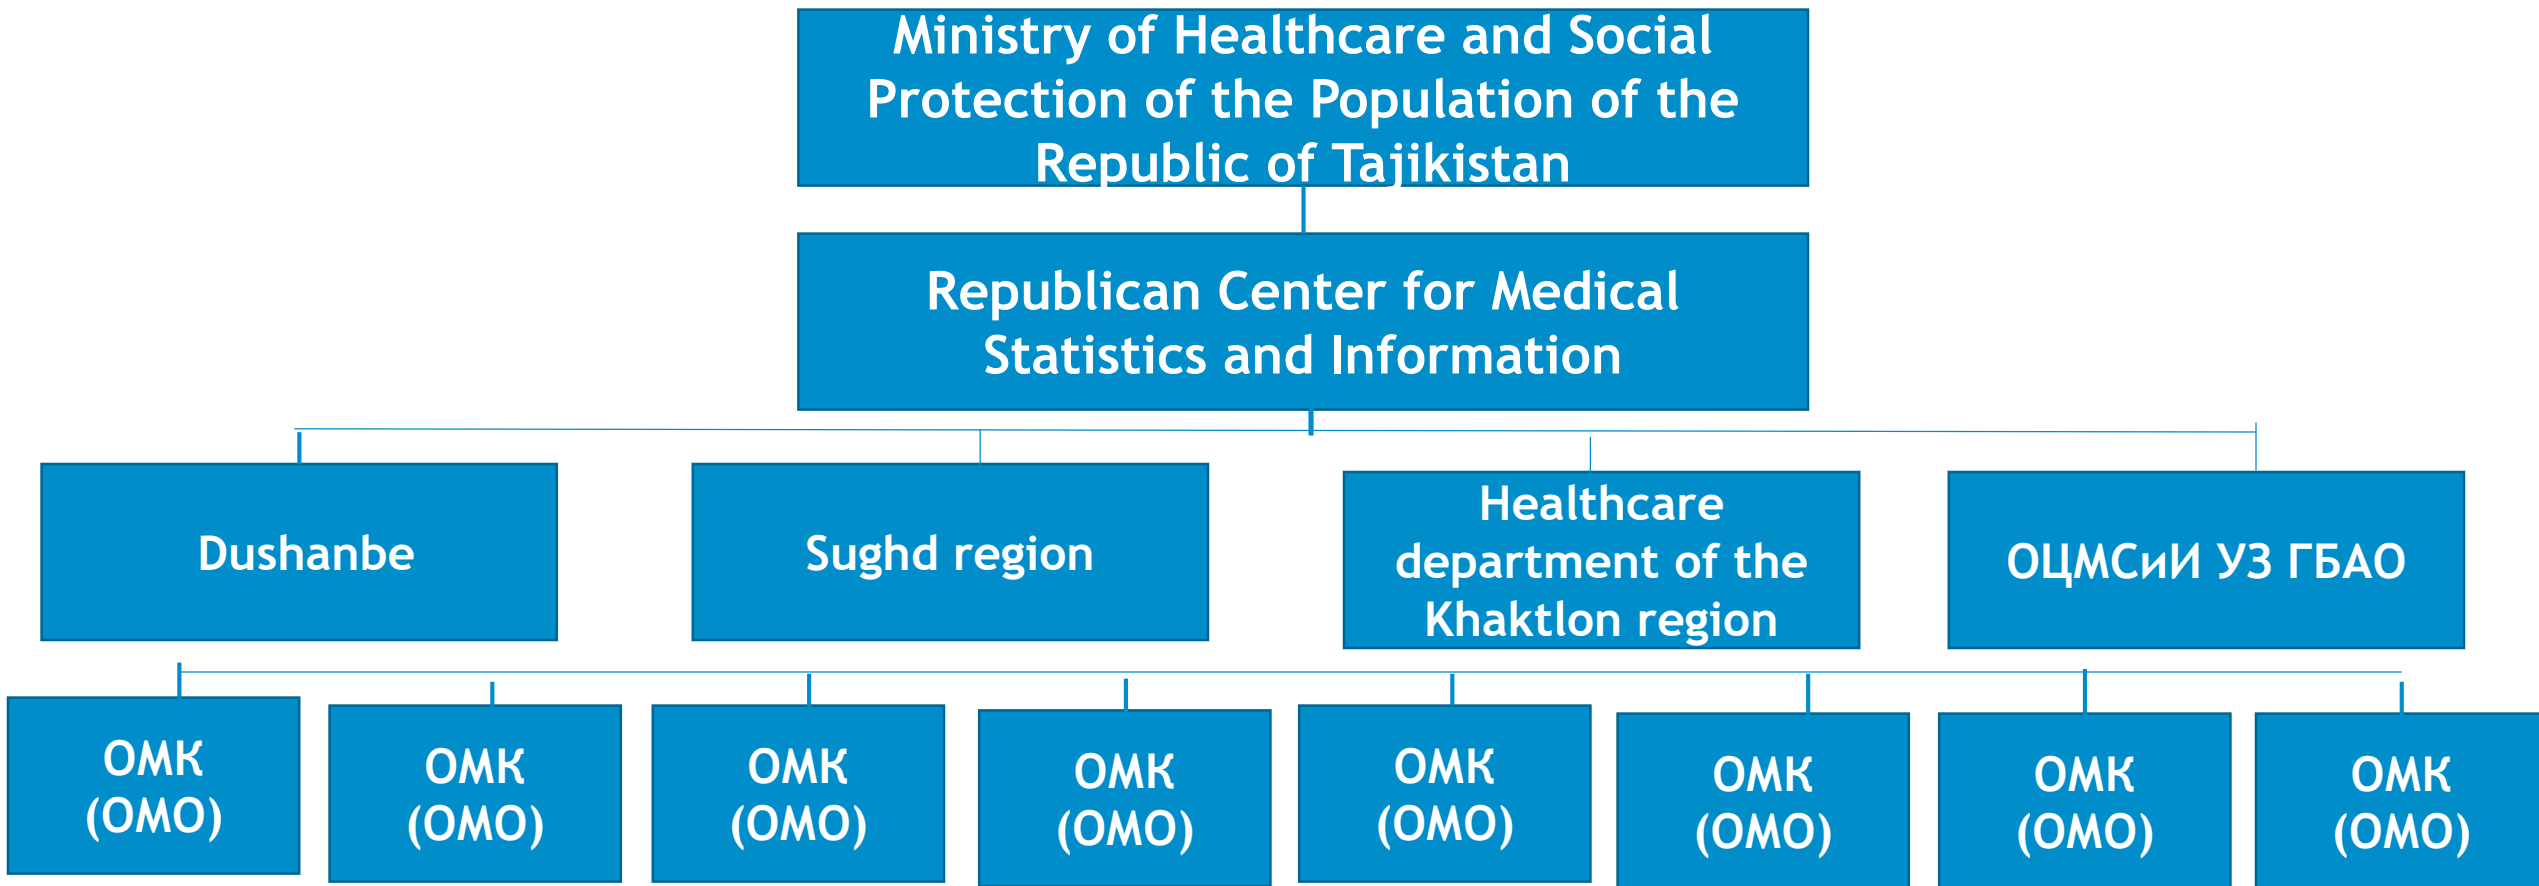 Ministry of Healthcare and Social
Protection of the Population of the
Republic of Tajikistan
Republican Center for Medical
Statistics and Information
Dushanbe
Sughd region
Healthcare
department of the
Khaktlon region
ОЦМСиИ УЗ ГБАО
ОМК
(ОМО)
ОМК
(ОМО)
ОМК
(ОМО)
ОМК
(ОМО)
ОМК
(ОМО)
ОМК
(ОМО)
ОМК
(ОМО)
ОМК
(ОМО)